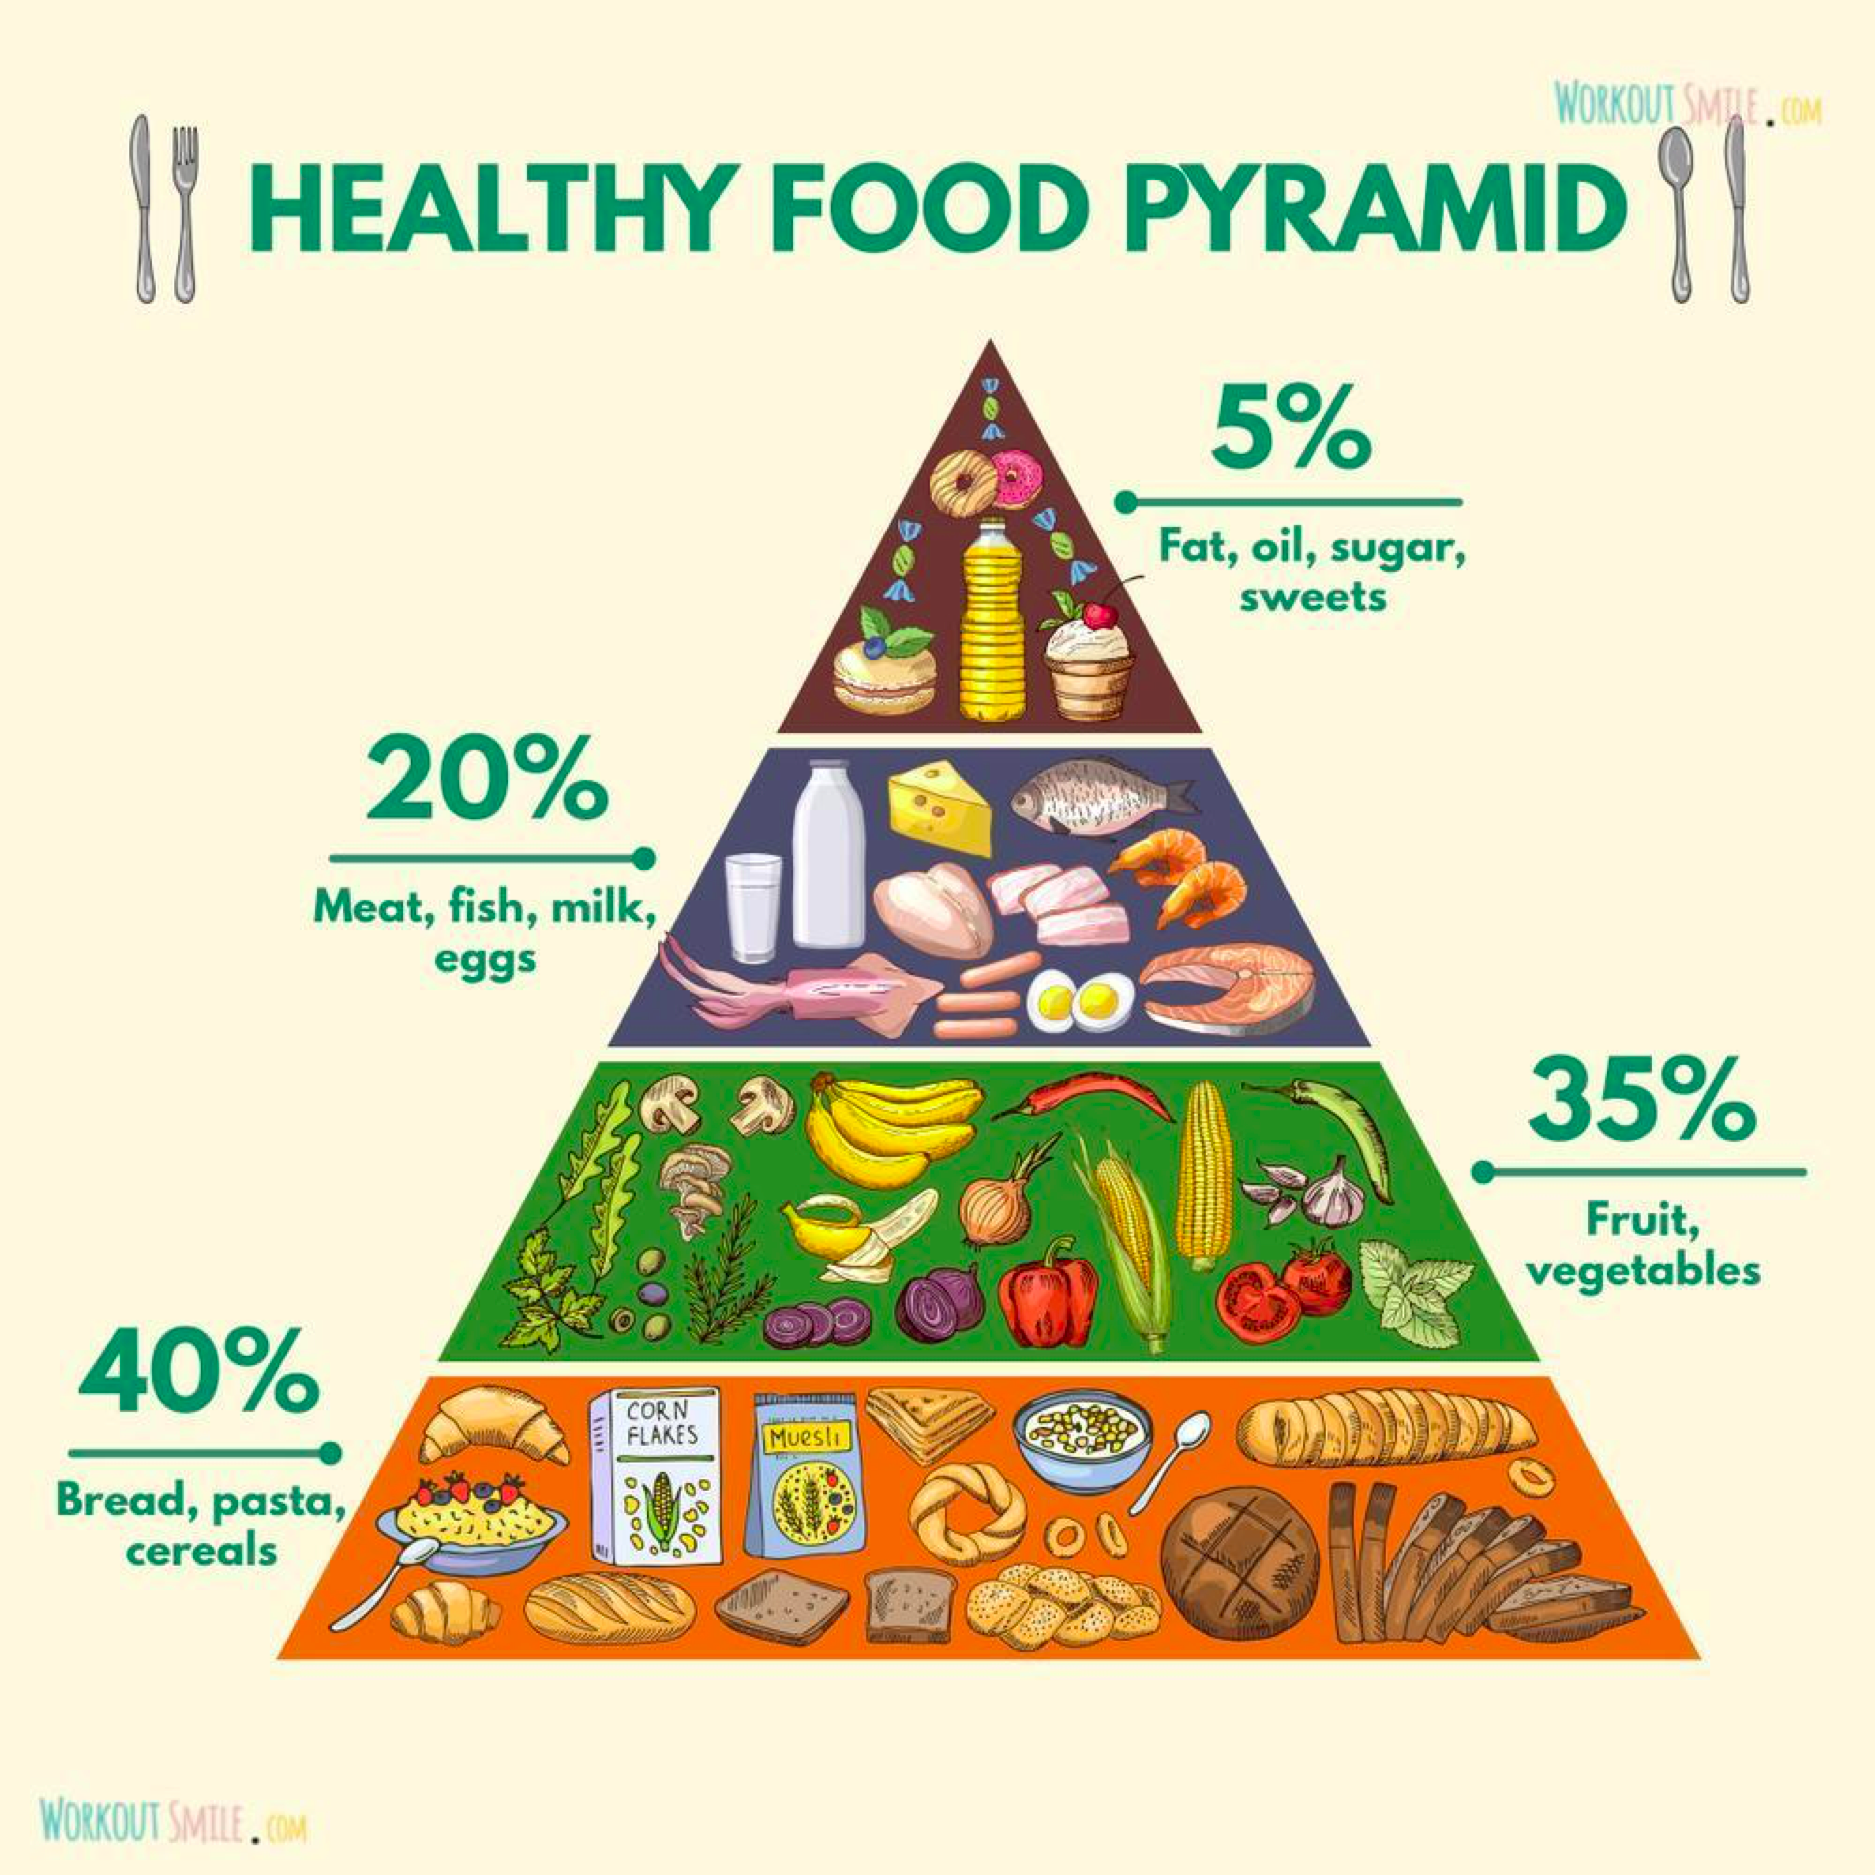 WORKOUT SMILE.COM
HEALTHY FOOD PYRAMID
5%
Fat, oil, sugar,
sweets
20%
Meat, fish, milk,
eggs
35%
Fruit,
vegetables
40%
Bread, pasta,
cereals
CORN
FLAKES
Muesli
WORKOUT SMILE.COM